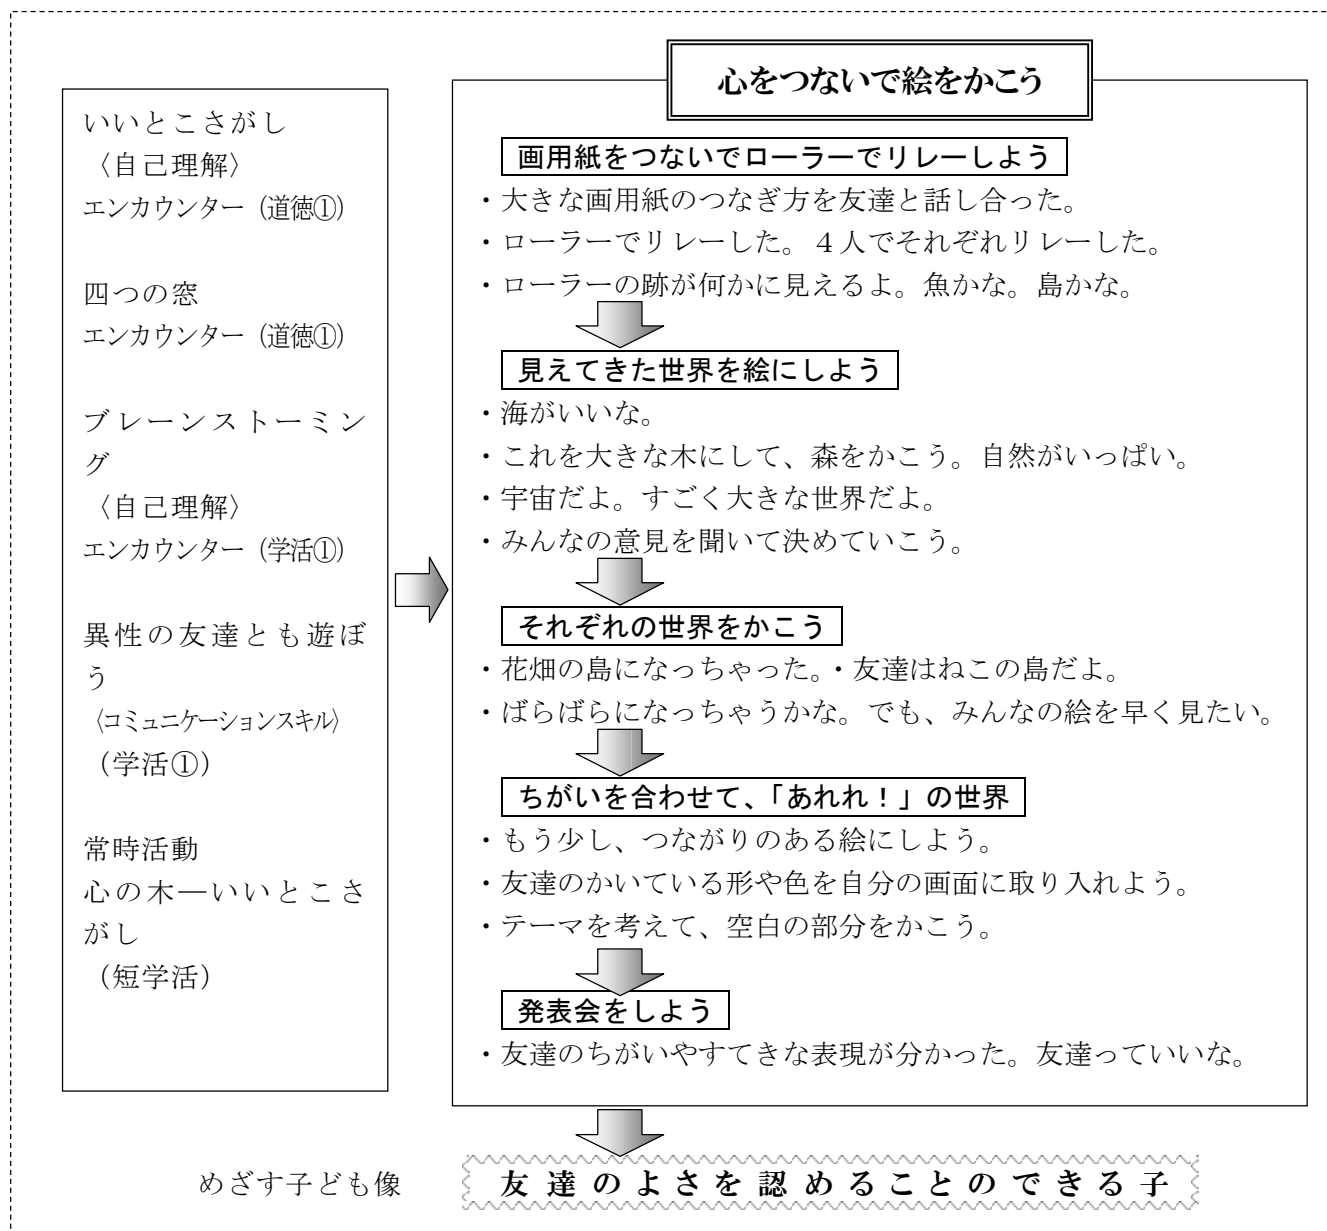 いいとこさがし
〈自己理解〉
エンカウンター（道徳①）
四つの窓
エンカウンター（道徳①）
ブレーンストーミン
グ
〈自己理解〉
エンカウンター（学活①）
異性の友達とも遊ぼ
う
〈コミュニケーションスキル〉
（学活①）
常時活動
心の木―いいとこさ
がし
（短学活）
心をつないで絵をかこう
画用紙をつないでローラーでリレーしよう
・大きな画用紙のつなぎ方を友達と話し合った。
・ローラーでリレーした。４人でそれぞれリレーした。
・ローラーの跡が何かに見えるよ。魚かな。島かな。
見えてきた世界を絵にしよう
・海がいいな。
・これを大きな木にして、森をかこう。自然がいっぱい。
・宇宙だよ。すごく大きな世界だよ。
・みんなの意見を聞いて決めていこう。
それぞれの世界をかこう
・花畑の島になっちゃった。・友達はねこの島だよ。
・ばらばらになっちゃうかな。でも、みんなの絵を早く見たい。
ちがいを合わせて、「あれれ！」の世界
・もう少し、つながりのある絵にしよう。
・友達のかいている形や色を自分の画面に取り入れよう。
・テーマを考えて、空白の部分をかこう。
発表会をしよう
・友達のちがいやすてきな表現が分かった。友達っていいな。
めざす子ども像
友達のよさを認めることのできる子